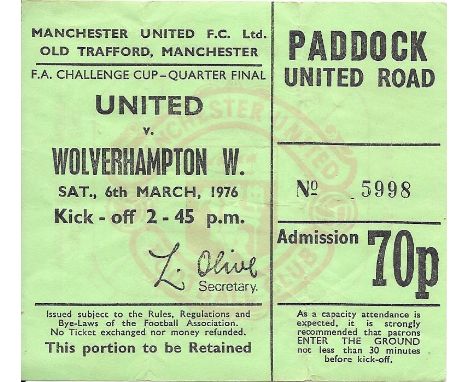 MANCHESTER UNITED F.C. Ltd.
OLD TRAFFORD, MANCHESTER
F.A. CHALLENGE CUP—QUARTER FINAL
UNITED
v.
WOLVERHAMPTON W.
SAT., 6th MARCH, 1976
Kick - off 2 - 45 p.m.
L. Olive
Secretary.
Issued subject to the Rules, Regulations and
Bye-Laws of the Football Association.
No Ticket exchanged nor money refunded.
This portion to be Retained
PADDOCK
UNITED ROAD
No 5998
Admission 70p
As a capacity attendance is
expected, it is strongly
recommended that patrons
ENTER THE GROUND
not less than 30 minutes
before kick-off.
MANCHESTER UNITED
CLUB